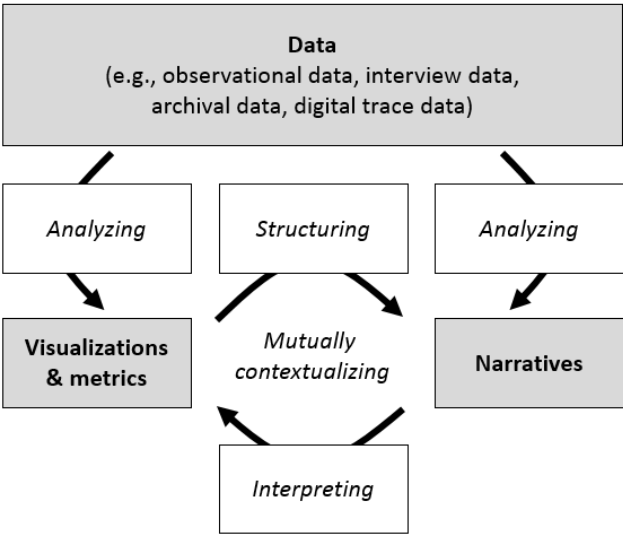 Data
(e.g., observational data, interview data,
archival data, digital trace data)
Analyzing
Structuring
Analyzing
Visualizations
& metrics
Mutually
contextualizing
Narratives
Interpreting